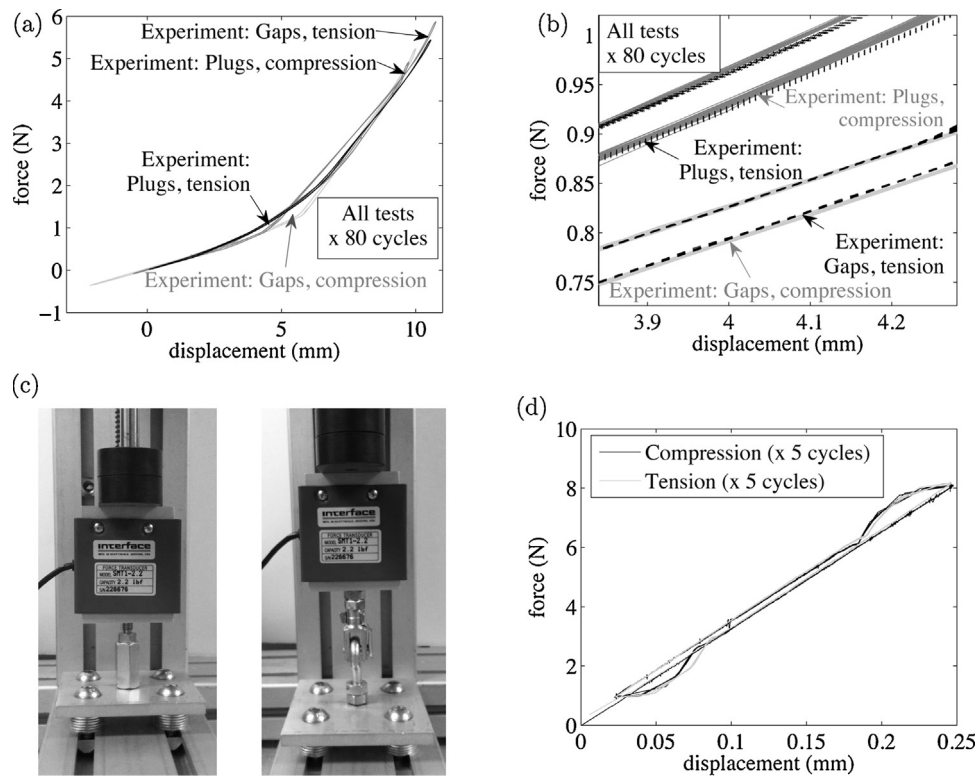 (a)
6
5
4
3
2
1
0
−1
0
5
10
force (N)
displacement (mm)
Experiment: Gaps, tension
Experiment: Plugs, compression
Experiment:
Plugs, tension
All tests
x 80 cycles
Experiment: Gaps, compression
(b)
1
0.95
0.9
0.85
0.8
0.75
3.9
4
4.1
4.2
force (N)
displacement (mm)
All tests
x 80 cycles
Experiment: Plugs,
compression
Experiment:
Plugs, tension
Experiment:
Gaps, tension
Experiment: Gaps, compression
(c)
interface
FORCE TRANSDUCER
MODEL SMT1-2.2
CAPACITY 2.2 lbf
S/N 226676
interface
FORCE TRANSDUCER
MODEL SMT1-2.2
CAPACITY 2.2 lbf
S/N 226676
(d)
10
8
6
4
2
0
0
0.05
0.1
0.15
0.2
0.25
force (N)
displacement (mm)
Compression (x 5 cycles)
Tension (x 5 cycles)